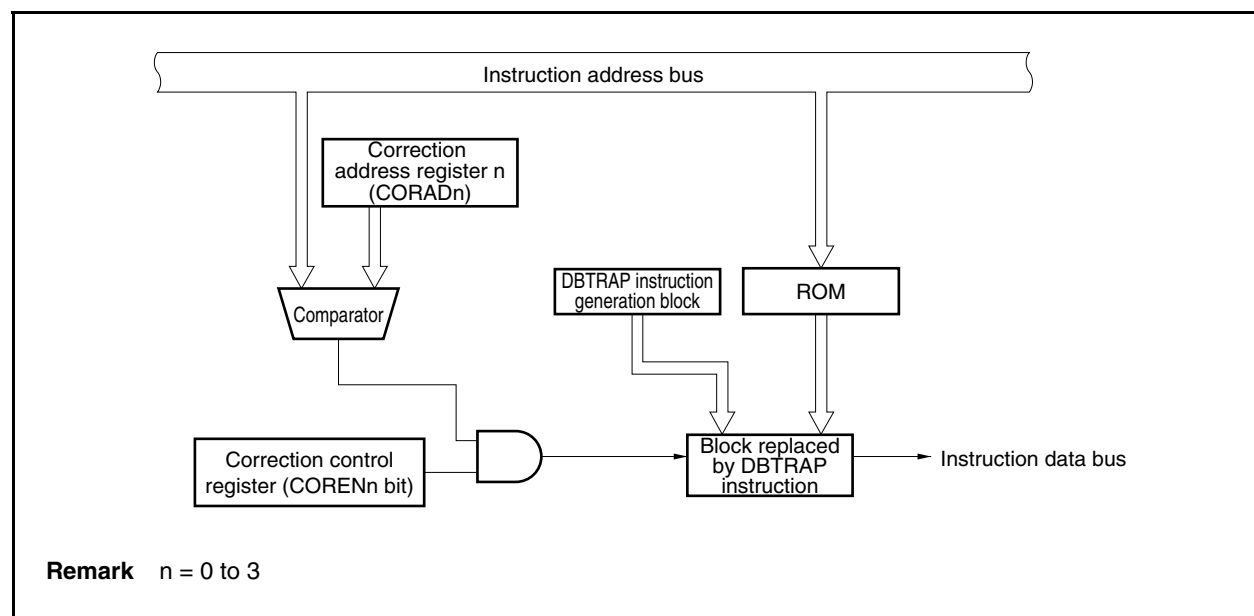 Instruction address bus
Correction
address register n
(CORADn)
Comparator
DBTRAP instruction
generation block
ROM
Correction control
register (CORENn bit)
Block replaced
by DBTRAP
instruction
Instruction data bus
Remark n = 0 to 3